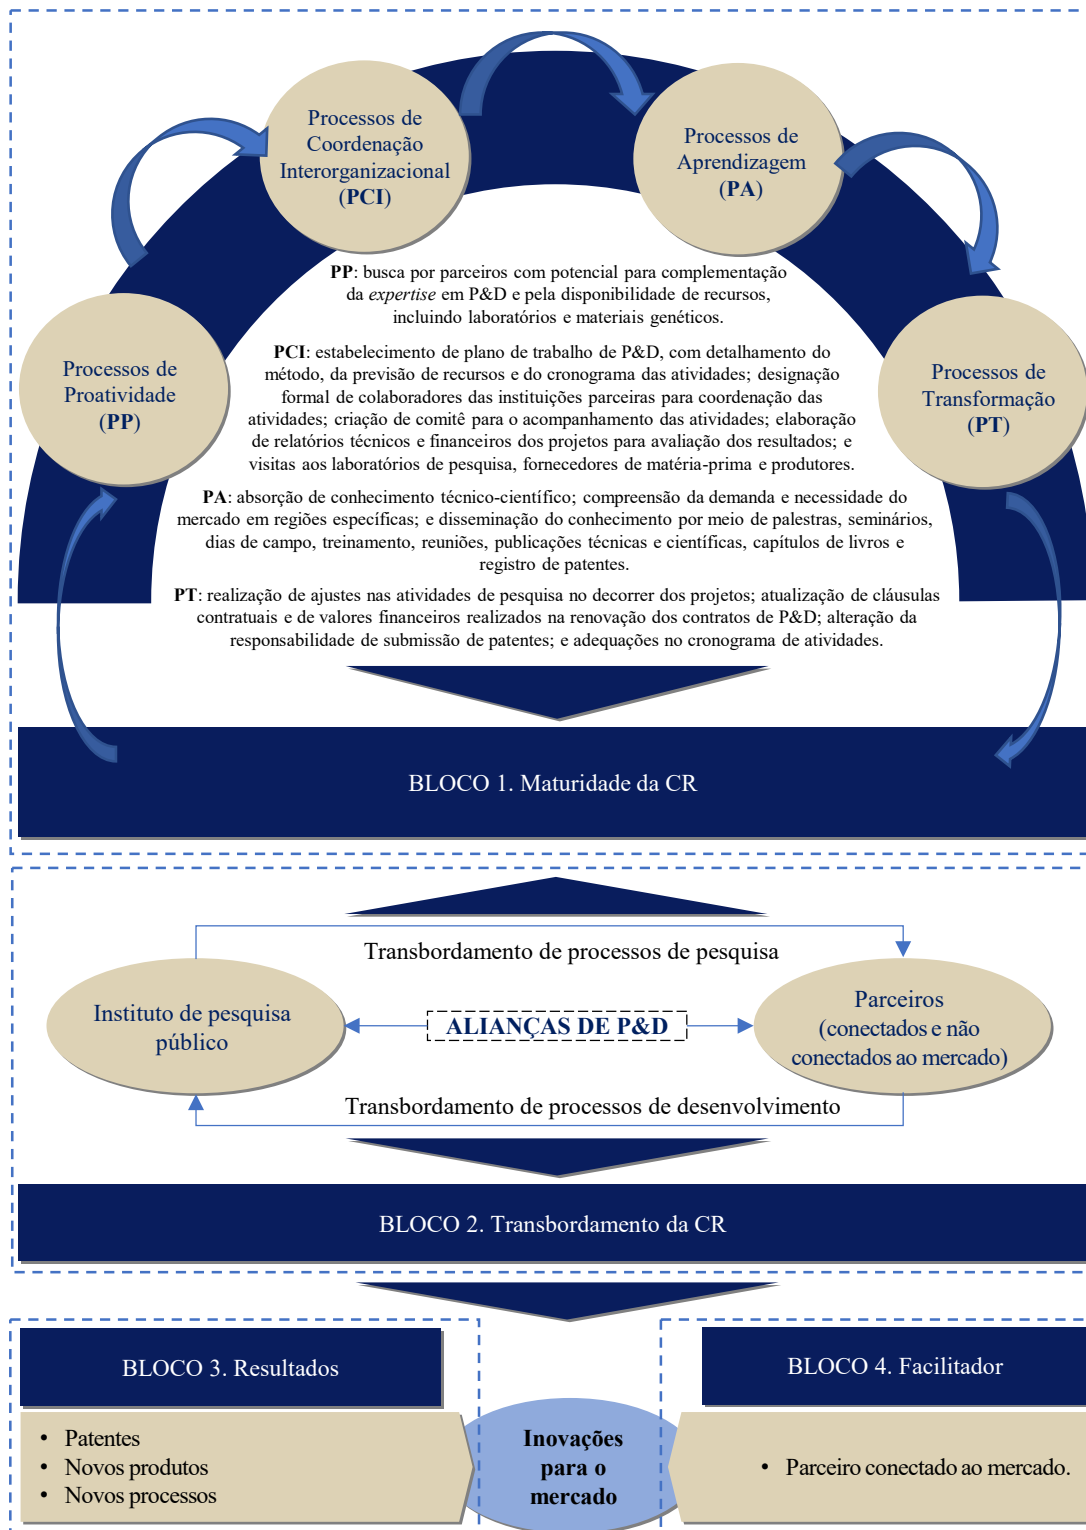 Processos de
Coordenação
Interorganizacional
(PCI)
Processos de
Aprendizagem
(PA)
Processos de
Proatividade
(PP)
Processos de
Transformação
(PT)
PP: busca por parceiros com potencial para complementação
da expertise em P&D e pela disponibilidade de recursos,
incluindo laboratórios e materiais genéticos.
PCI: estabelecimento de plano de trabalho de P&D, com detalhamento do
método, da previsão de recursos e do cronograma das atividades; designação
formal de colaboradores das instituições parceiras para coordenação das
atividades; criação de comitê para o acompanhamento das atividades; elaboração
de relatórios técnicos e financeiros dos projetos para avaliação dos resultados; e
visitas aos laboratórios de pesquisa, fornecedores de matéria-prima e produtores.
PA: absorção de conhecimento técnico-científico; compreensão da demanda e necessidade do
mercado em regiões específicas; e disseminação do conhecimento por meio de palestras, seminários,
dias de campo, treinamento, reuniões, publicações técnicas e científicas, capítulos de livros e
registro de patentes.
PT: realização de ajustes nas atividades de pesquisa no decorrer dos projetos; atualização de cláusulas
contratuais e de valores financeiros realizados na renovação dos contratos de P&D; alteração da
responsabilidade de submissão de patentes; e adequações no cronograma de atividades.
BLOCO 1. Maturidade da CR
Transbordamento de processos de pesquisa
Instituto de pesquisa
público
ALIANÇAS DE P&D
Parceiros
(conectados e não
conectados ao mercado)
Transbordamento de processos de desenvolvimento
BLOCO 2. Transbordamento da CR
BLOCO 3. Resultados
• Patentes
• Novos produtos
• Novos processos
Inovações
para o
mercado
BLOCO 4. Facilitador
• Parceiro conectado ao mercado.